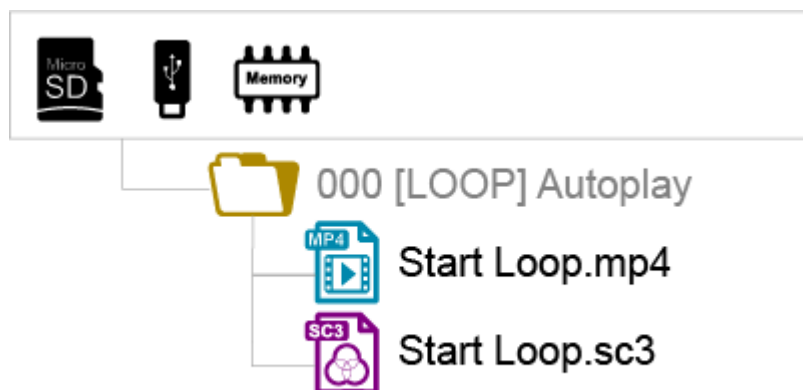 Micro
SD
Memory
000 [LOOP] Autoplay
MP4
Start Loop.mp4
SC3
Start Loop.sc3